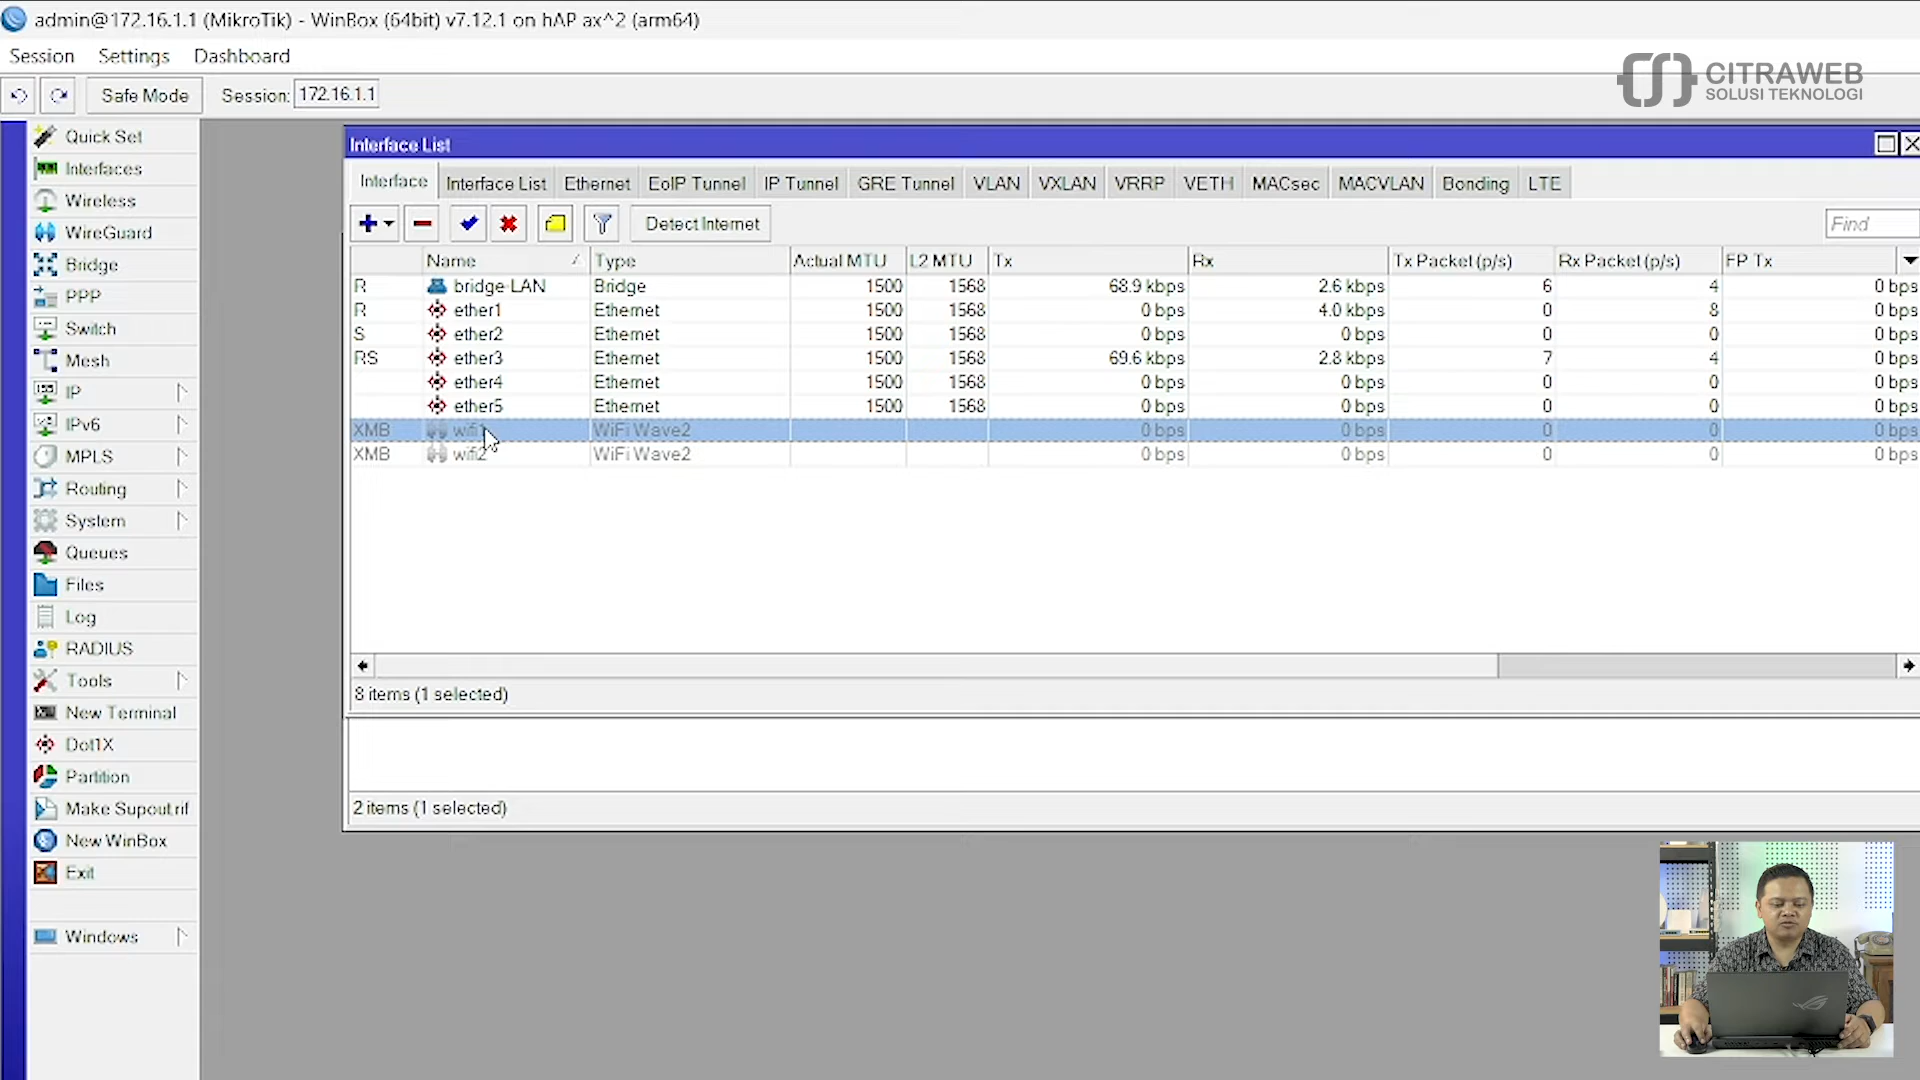 admin@172.16.1.1 (MikroTik) - WinBox (64bit) v7.12.1 on hAP ax^2 (arm64)
Session Settings Dashboard
CITRAWEB
SOLUSI TEKNOLOGI
Safe Mode Session: 172.16.1.1
Quick Set
Interfaces
Wireless
WireGuard
Bridge
PPP
Switch
Mesh
IP
IPv6
MPLS
Routing
System
Queues
Files
Log
RADIUS
Tools
New Terminal
Dot1X
Partition
Make Supout.rif
New WinBox
Exit
Windows
Interface List
Interface Interface List Ethernet EoIP Tunnel IP Tunnel GRE Tunnel VLAN VXLAN VRRP VETH MACsec MACVLAN Bonding LTE
Detect Internet Find
Name Type Actual MTU L2 MTU Tx Rx Tx Packet (p/s) Rx Packet (p/s) FP Tx
R bridge-LAN Bridge 1500 1568 68.9 kbps 2.6 kbps 6 4 0 bps
R ether1 Ethernet 1500 1568 0 bps 4.0 kbps 0 8 0 bps
S ether2 Ethernet 1500 1568 0 bps 0 bps 0 0 0 bps
RS ether3 Ethernet 1500 1568 69.6 kbps 2.8 kbps 7 4 0 bps
ether4 Ethernet 1500 1568 0 bps 0 bps 0 0 0 bps
ether5 Ethernet 1500 1568 0 bps 0 bps 0 0 0 bps
XMB wifi1 WiFi Wave2 0 bps 0 bps 0 0 0 bps
XMB wifi2 WiFi Wave2 0 bps 0 bps 0 0 0 bps
8 items (1 selected)
2 items (1 selected)